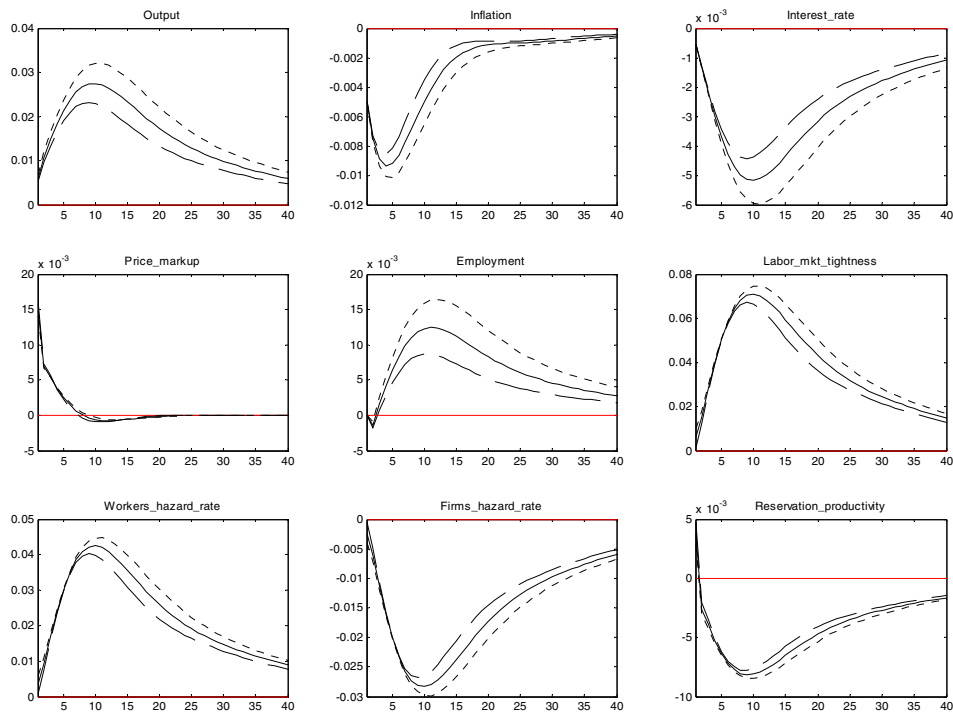 Output
0.04
0.03
0.02
0.01
0
5 10 15 20 25 30 35 40
Inflation
0
-0.002
-0.004
-0.006
-0.008
-0.01
-0.012
5 10 15 20 25 30 35 40
Interest_rate
x 10⁻³
0
-1
-2
-3
-4
-5
-6
5 10 15 20 25 30 35 40
Price_markup
x 10⁻³
20
15
10
5
0
-5
5 10 15 20 25 30 35 40
Employment
x 10⁻³
20
15
10
5
0
-5
5 10 15 20 25 30 35 40
Labor_mkt_tightness
0.08
0.06
0.04
0.02
0
5 10 15 20 25 30 35 40
Workers_hazard_rate
0.05
0.04
0.03
0.02
0.01
0
5 10 15 20 25 30 35 40
Firms_hazard_rate
0
-0.005
-0.01
-0.015
-0.02
-0.025
-0.03
5 10 15 20 25 30 35 40
Reservation_productivity
x 10⁻³
5
0
-5
-10
5 10 15 20 25 30 35 40